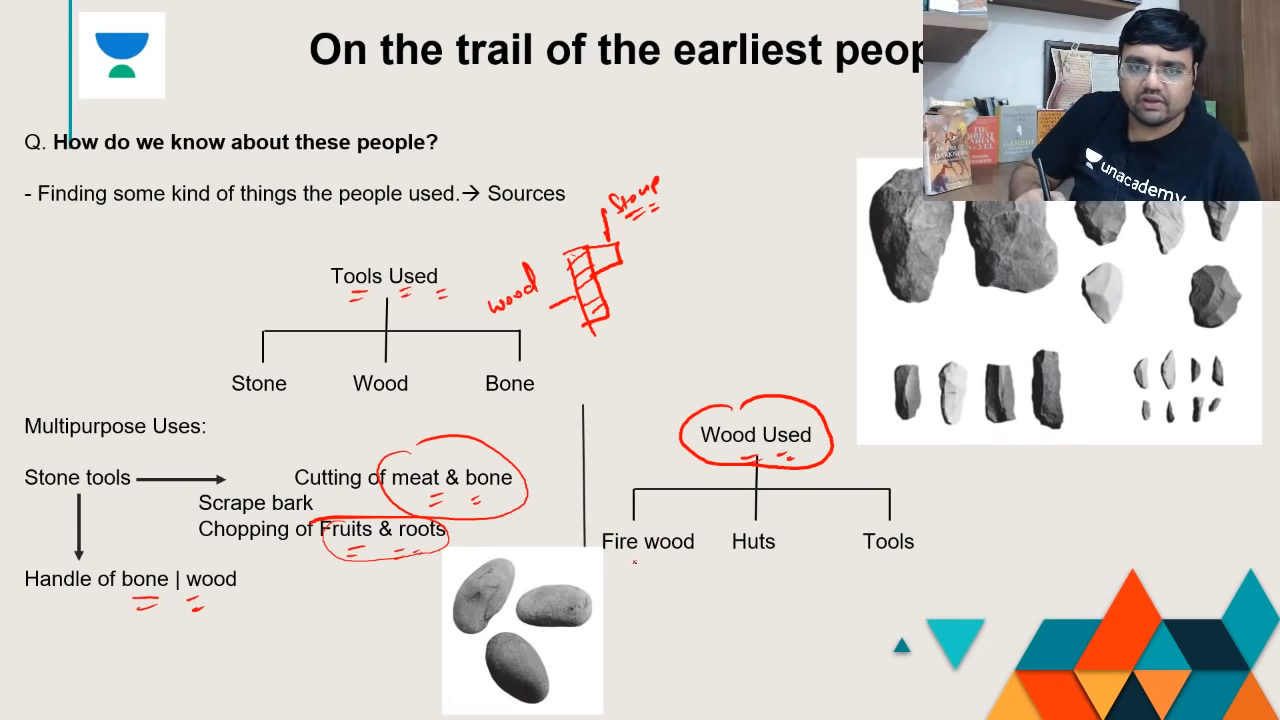 On the trail of the earliest peop
Q. How do we know about these people?
- Finding some kind of things the people used.→ Sources
Stone
wood
Tools Used
Stone Wood Bone
Multipurpose Uses:
Stone tools
Cutting of meat & bone
Scrape bark
Chopping of Fruits & roots
Handle of bone | wood
Wood Used
Fire wood Huts Tools
unacademy